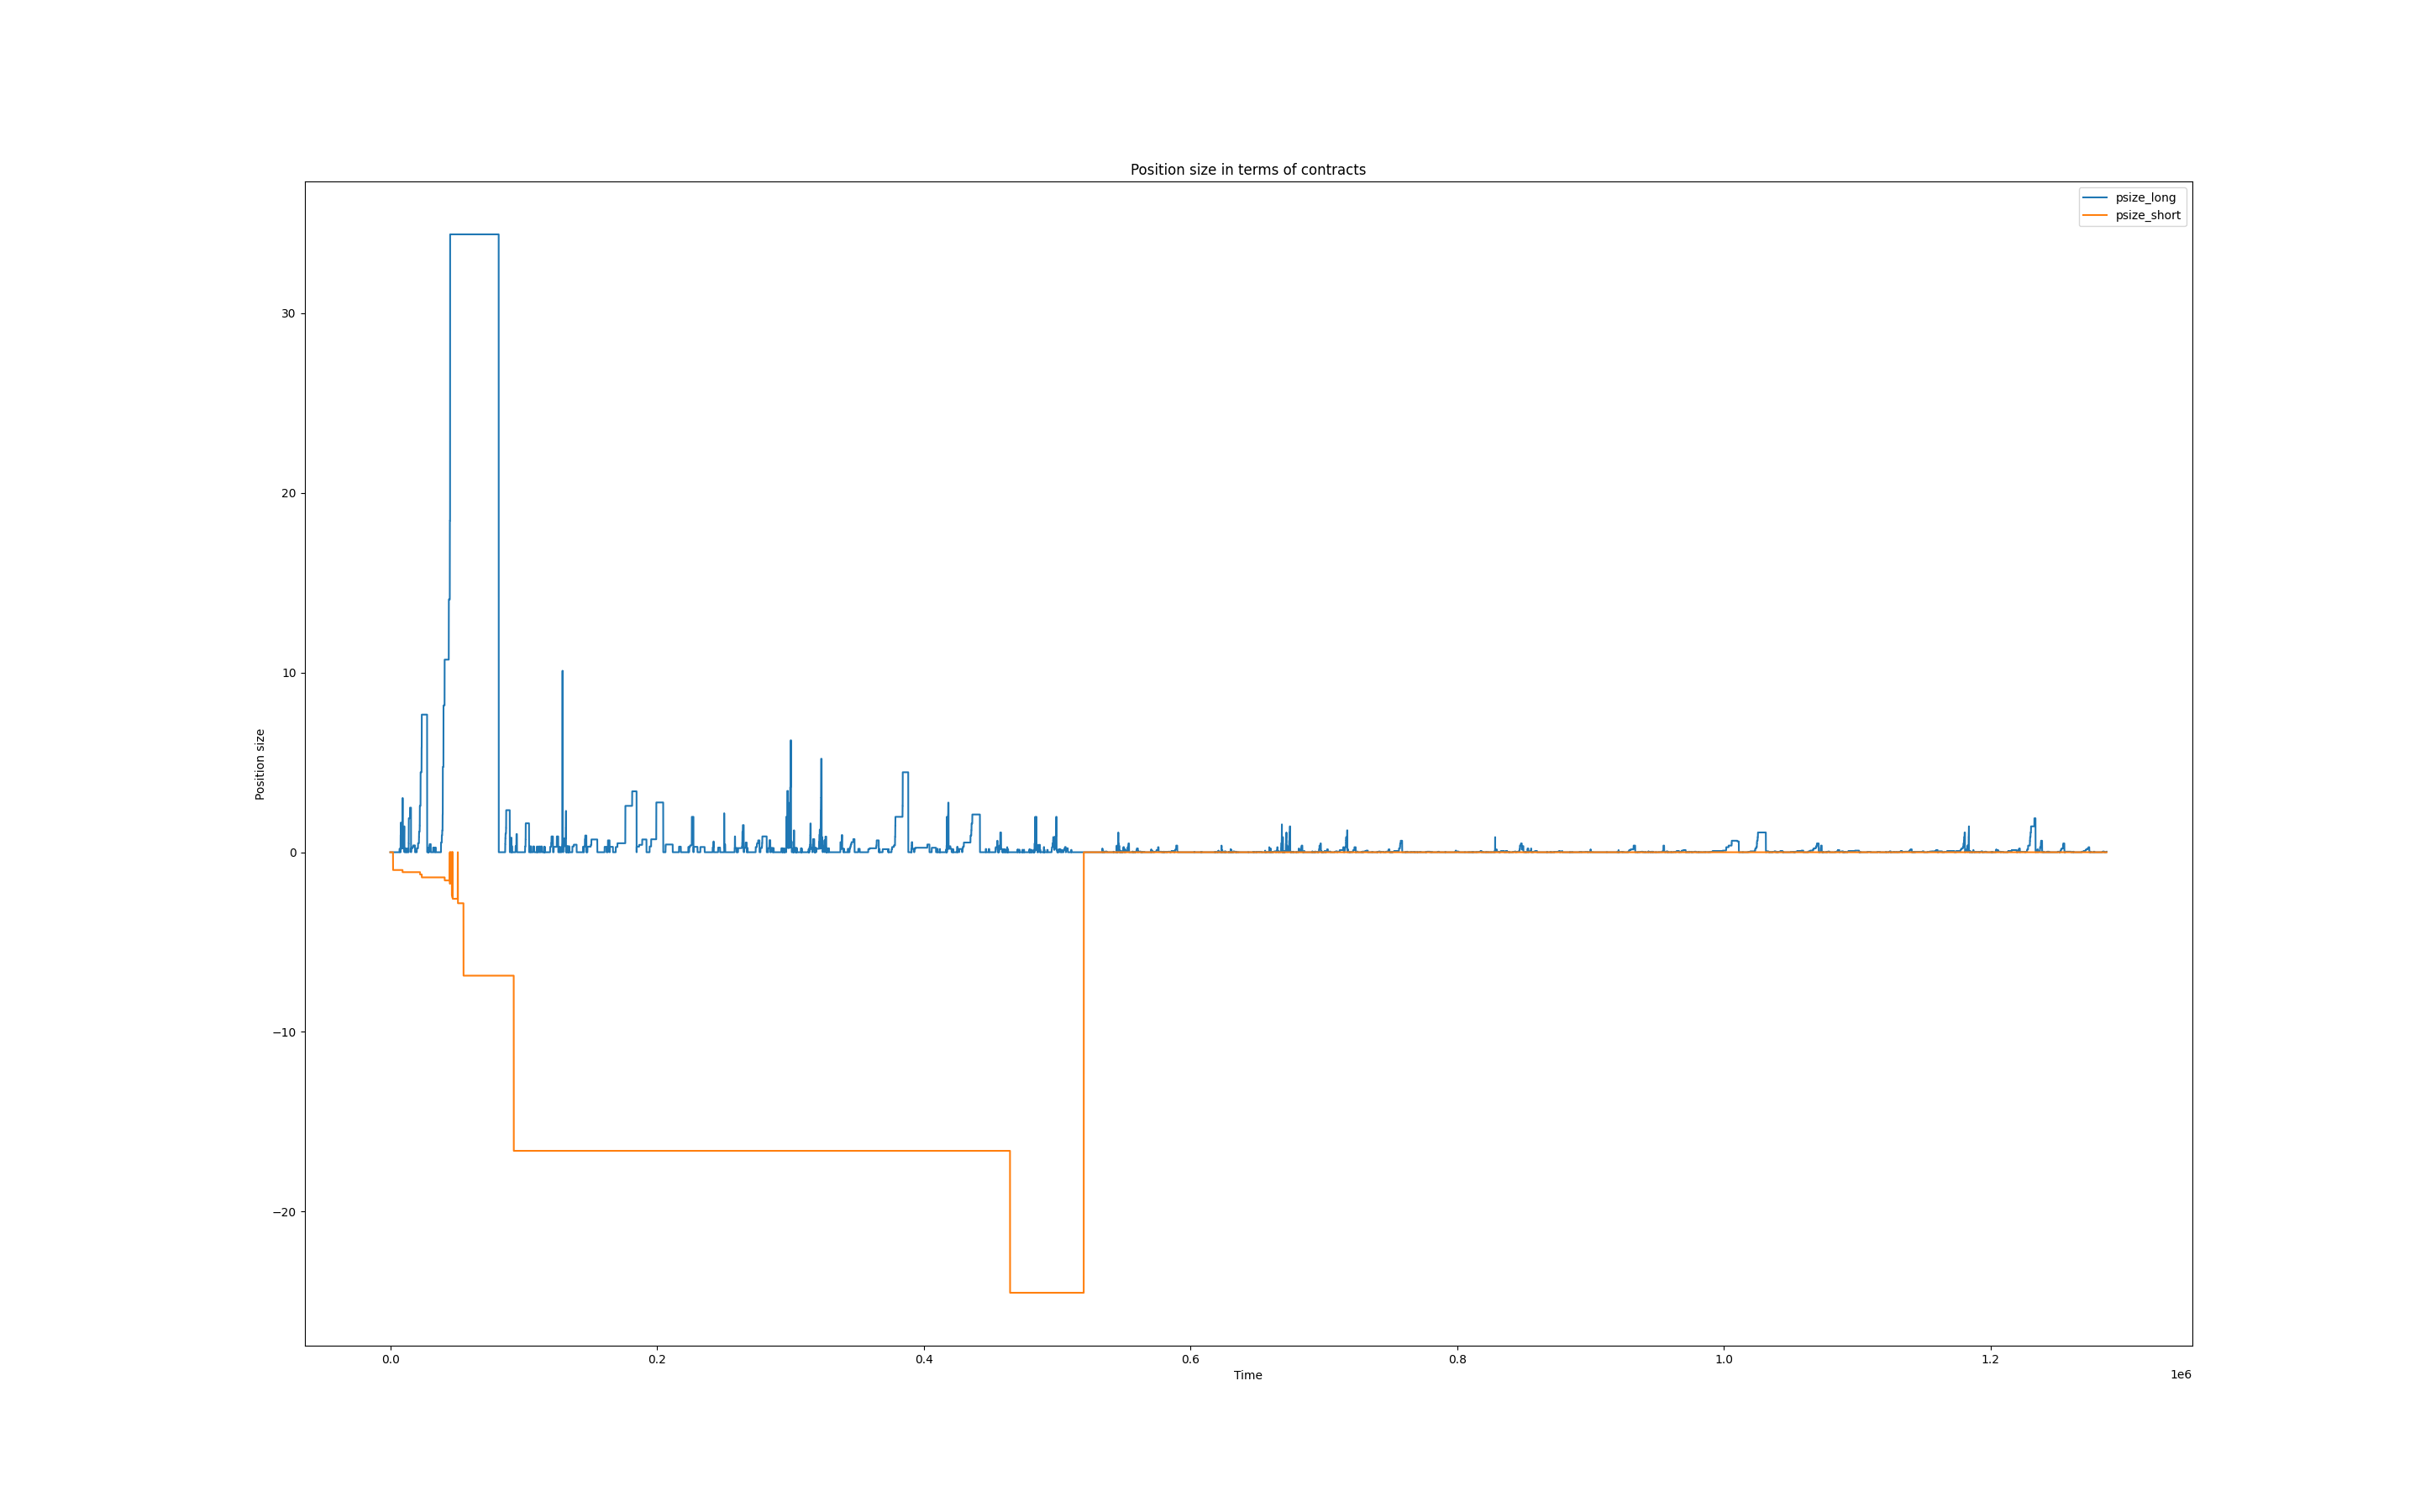 Position size in terms of contracts
psize_long
psize_short
30
20
10
0
−10
−20
Position size
0.0 0.2 0.4 0.6 0.8 1.0 1.2
Time
1e6